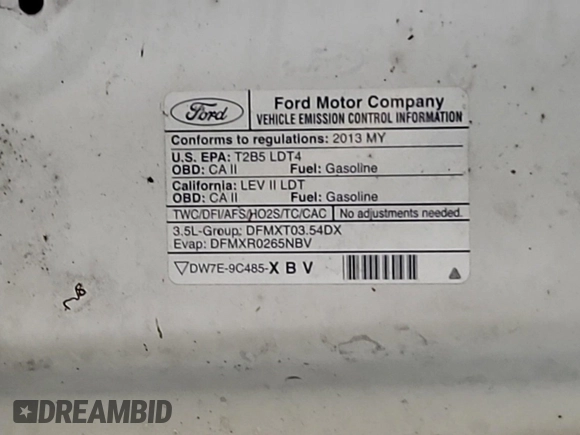 Ford
Ford Motor Company
VEHICLE EMISSION CONTROL INFORMATION
Conforms to regulations: 2013 MY
U.S. EPA: T2B5 LDT4
OBD: CA II Fuel: Gasoline
California: LEV II LDT
OBD: CA II Fuel: Gasoline
TWC/DFI/AFS/HO2S/TC/CAC No adjustments needed.
3.5L-Group: DFMXT03.54DX
Evap: DFMXR0265NBV
DW7E-9C485-X B V
DREAMBID